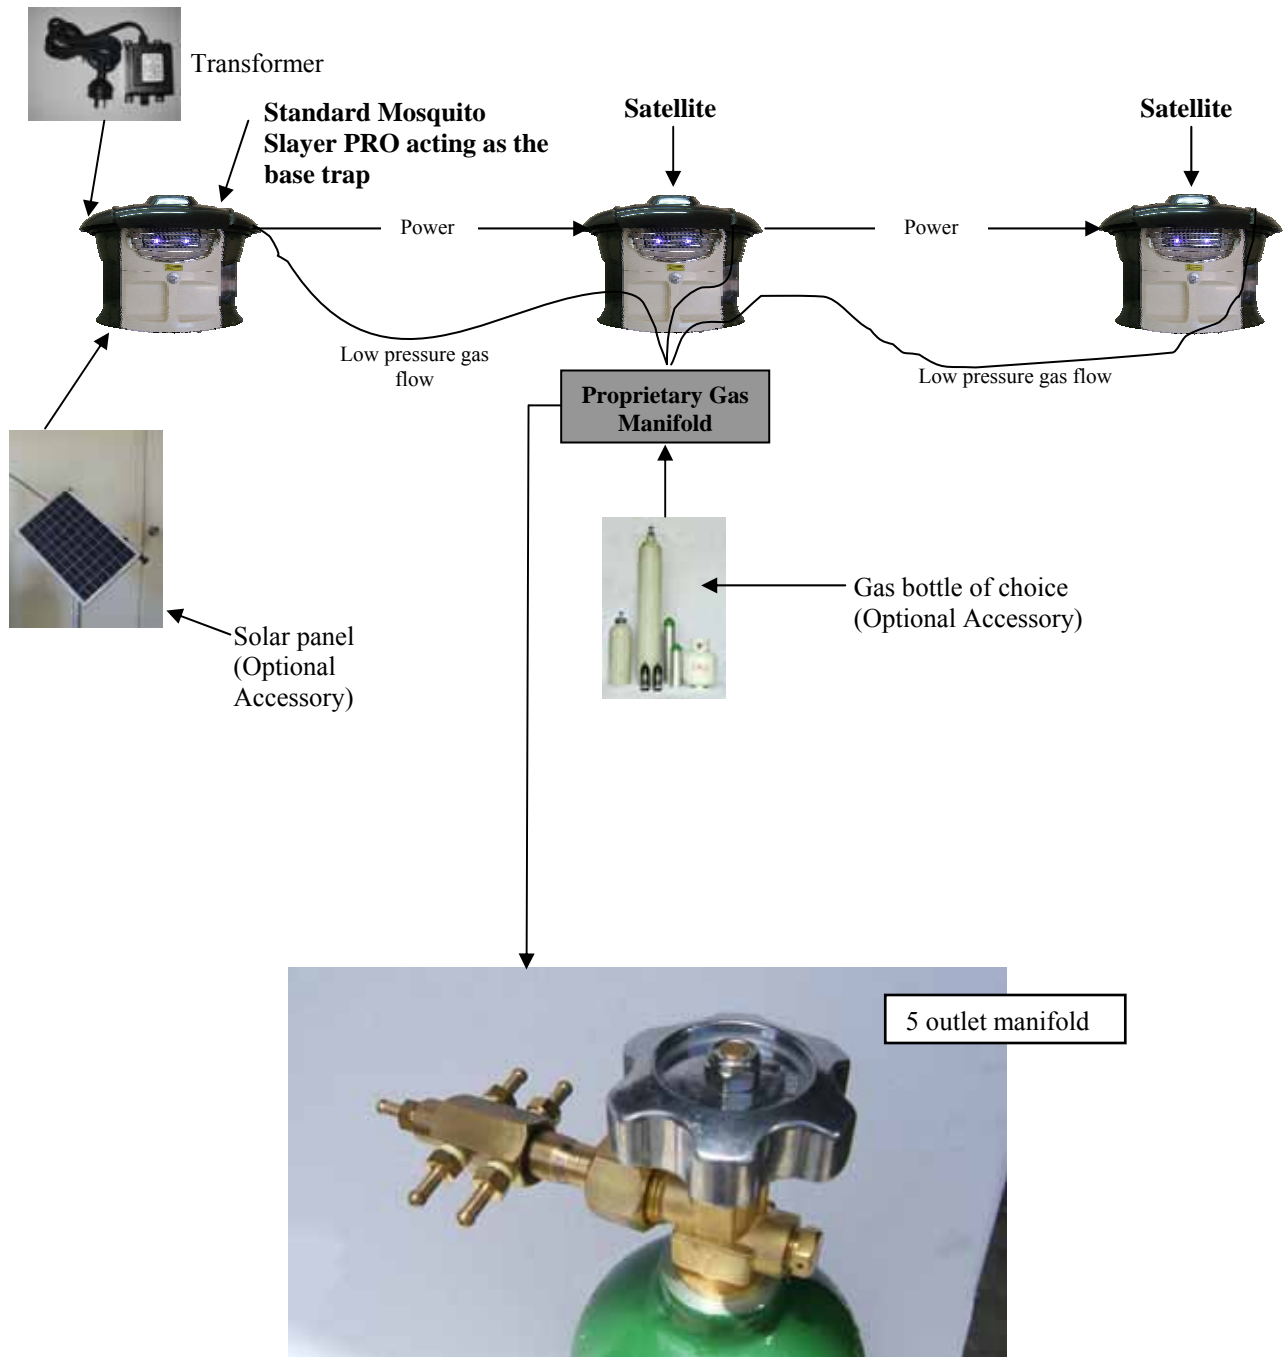 Transformer
Standard Mosquito
Slayer PRO acting as the
base trap
Satellite
Satellite
Power
Power
Low pressure gas
flow
Low pressure gas flow
Proprietary Gas
Manifold
Gas bottle of choice
(Optional Accessory)
Solar panel
(Optional
Accessory)
5 outlet manifold